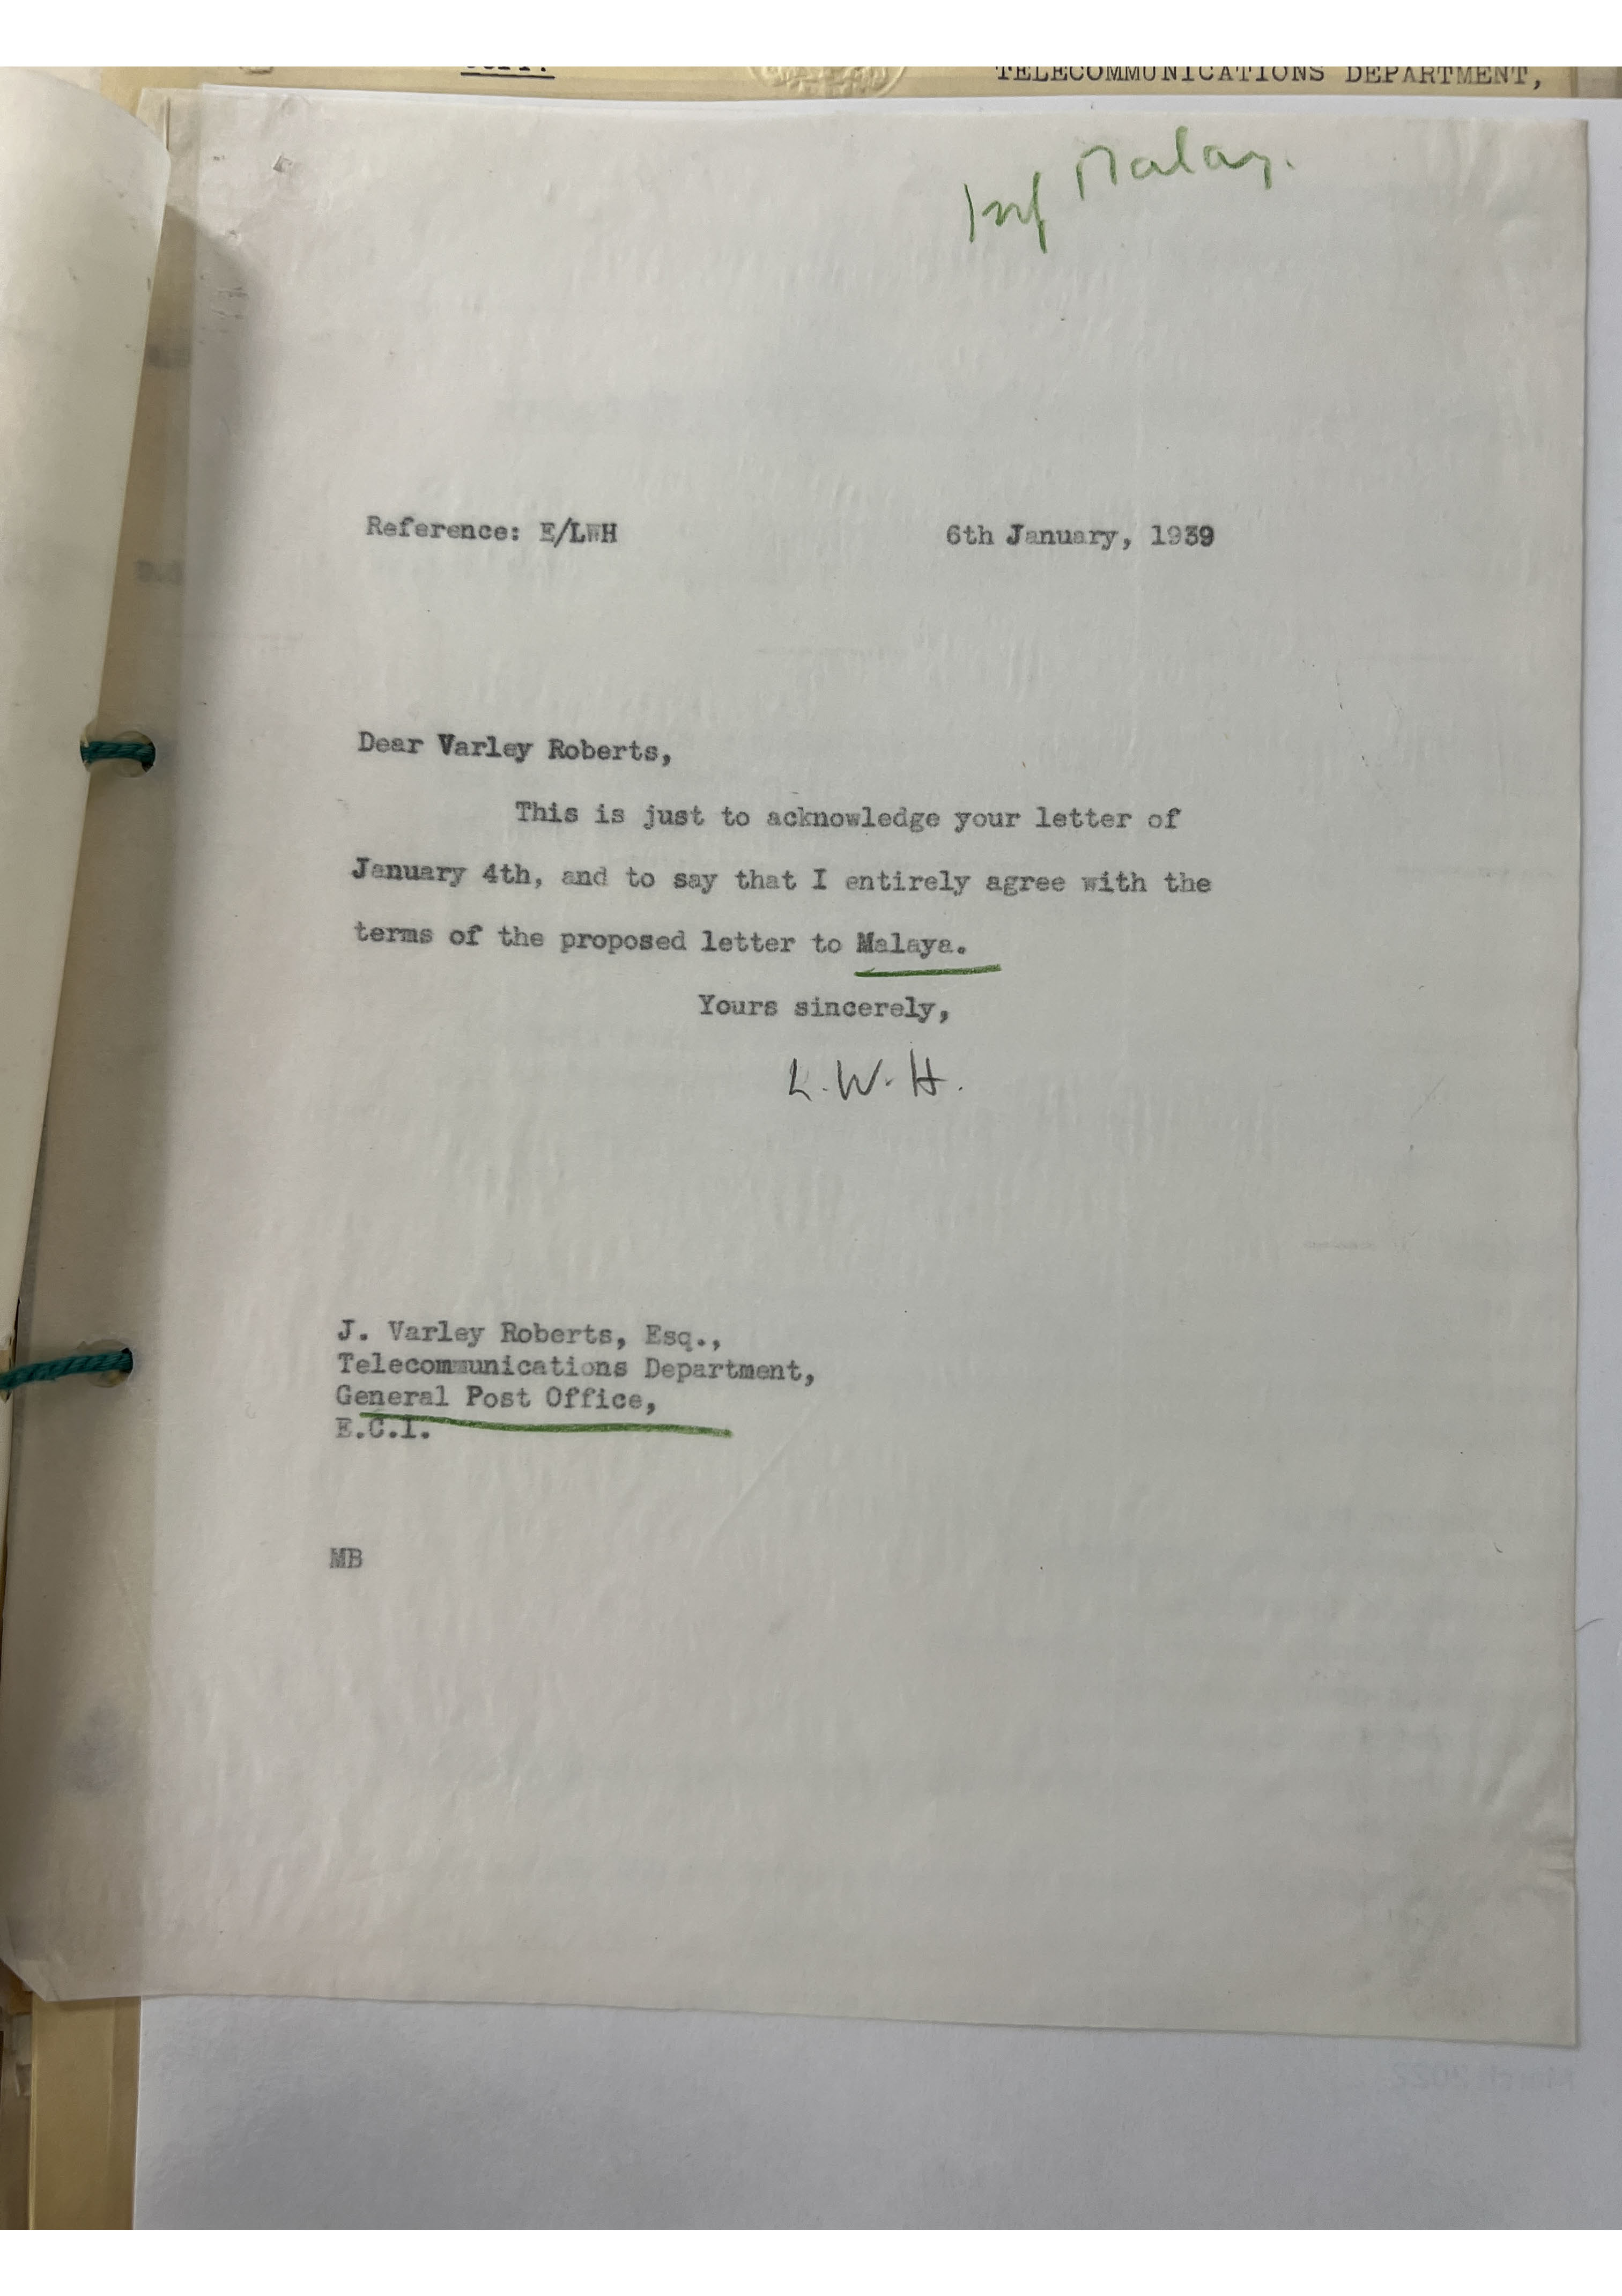 TELECOMMUNICATIONS DEPARTMENT,
Malay.
Reference: E/LWH 6th January, 1939
Dear Varley Roberts,
This is just to acknowledge your letter of
January 4th, and to say that I entirely agree with the
terms of the proposed letter to Malaya.
Yours sincerely,
L.W.H.
J. Varley Roberts, Esq.,
Telecommunications Department,
General Post Office,
E.C.1.
MB